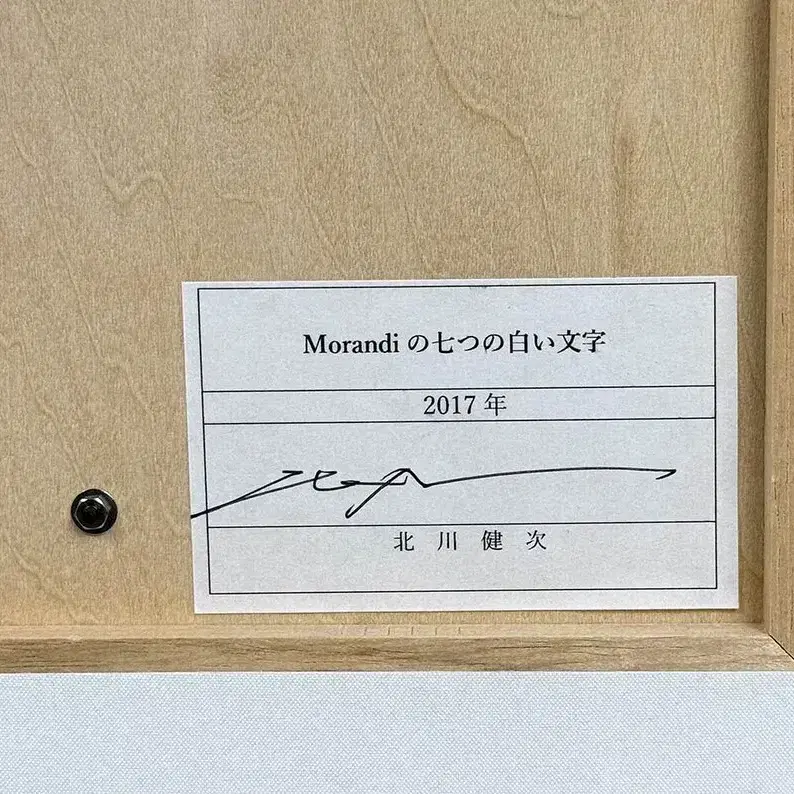 Morandi の七つの白い文字
2017 年
北 川 健 次